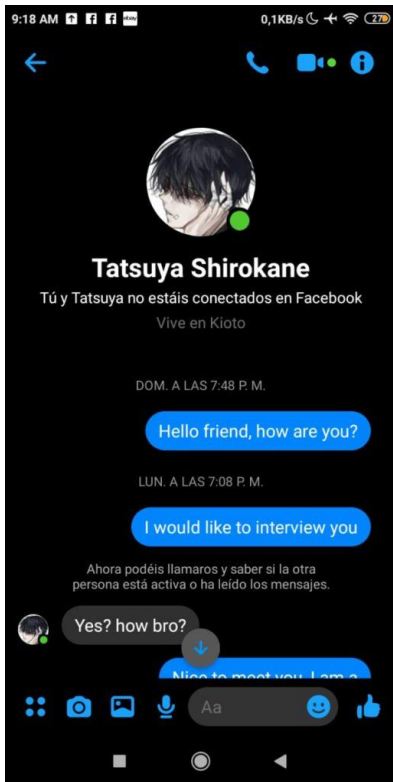 9:18 AM
0,1KB/s
27
Tatsuya Shirokane
Tú y Tatsuya no estáis conectados en Facebook
Vive en Kioto
DOM. A LAS 7:48 P. M.
Hello friend, how are you?
LUN. A LAS 7:08 P. M.
I would like to interview you
Ahora podéis llamaros y saber si la otra
persona está activa o ha leído los mensajes.
Yes? how bro?
Nice to meet you, I am a
Aa